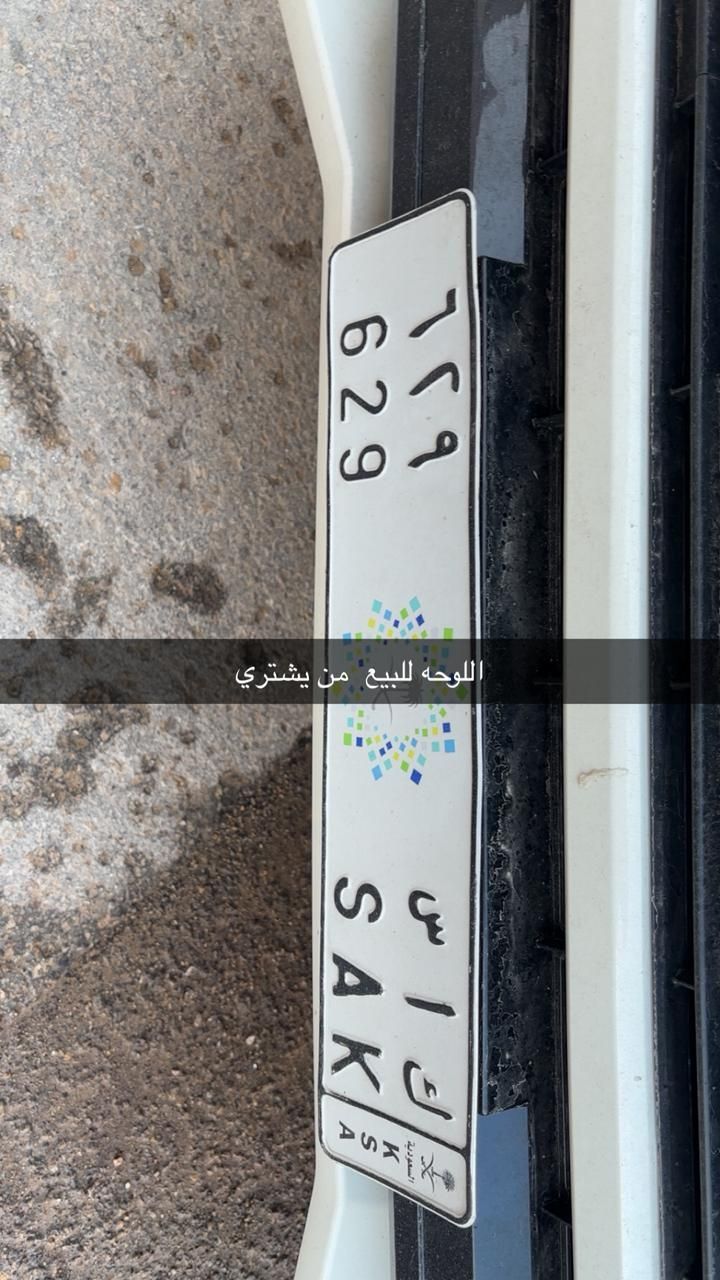 ٦٢٩
629
س ا ك
S A K
السعودية
K S A
اللوحه للبيع من يشتري